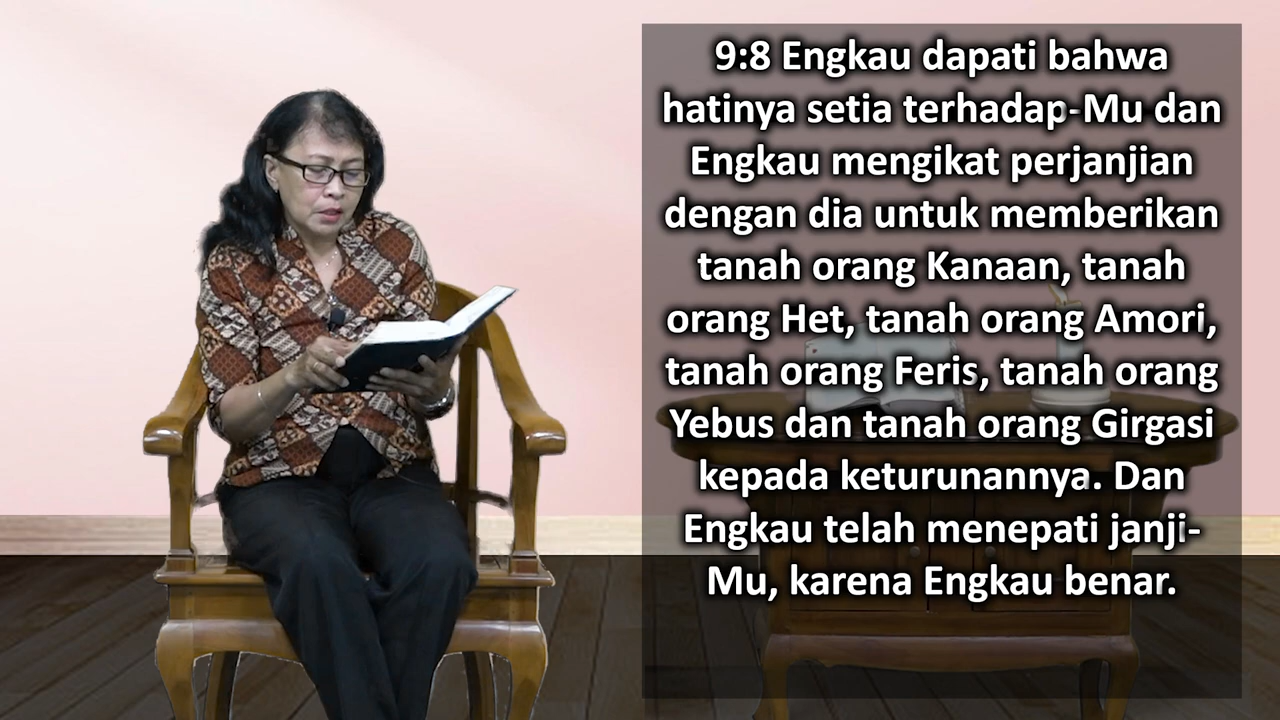 9:8 Engkau dapati bahwa
hatinya setia terhadap-Mu dan
Engkau mengikat perjanjian
dengan dia untuk memberikan
tanah orang Kanaan, tanah
orang Het, tanah orang Amori,
tanah orang Feris, tanah orang
Yebus dan tanah orang Girgasi
kepada keturunannya. Dan
Engkau telah menepati janji-
Mu, karena Engkau benar.